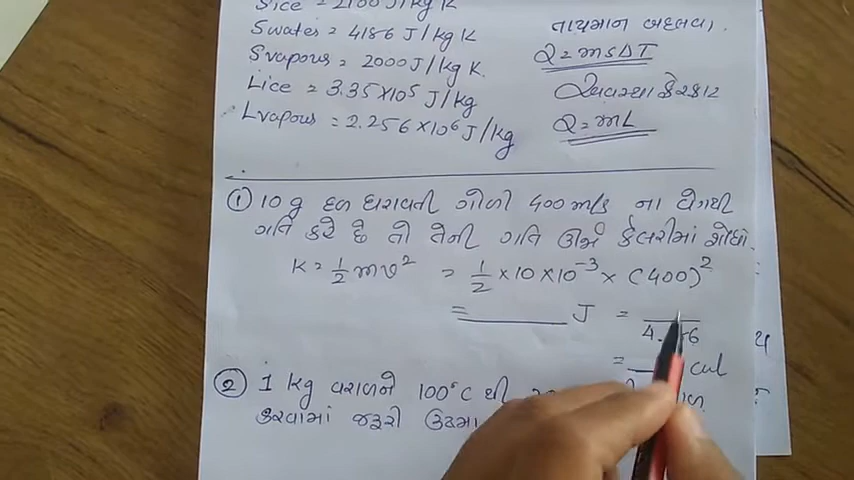 Sice = 2100 J/kg K
Swater = 4186 J/kg K
Svapour = 2000 J/kg K.
Lice = 3.35×10⁵ J/kg
Lvapour = 2.256×10⁶ J/kg
તાપમાન બદલવા,
Q = msΔT
અવસ્થા ફેરફાર
Q = mL
① 10 g દળ ધરાવતી ગોળી 400 m/s ના વેગથી
ગતિ કરે છે તો તેની ગતિ ઊર્જા કેલરીમાં શોધો.
K = 1/2 mv² = 1/2 ×10×10⁻³ × (400)²
= ____ J = ____
= ____ cal
② 1 kg વરાળને 100°C થી
કરવામાં જરૂરી ઉષ્મા